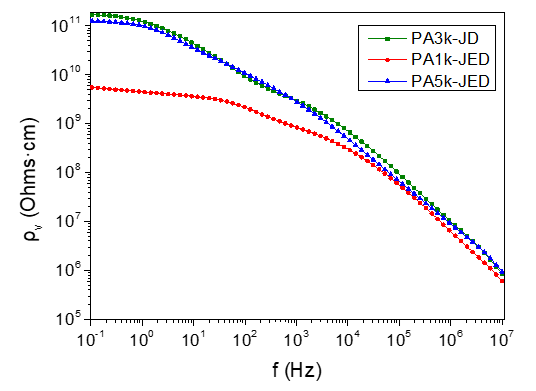 PA3k-JD
PA1k-JED
PA5k-JED
10¹¹
10¹⁰
10⁹
10⁸
10⁷
10⁶
10⁵
ρᵥ (Ohms·cm)
10⁻¹ 10⁰ 10¹ 10² 10³ 10⁴ 10⁵ 10⁶ 10⁷
f (Hz)